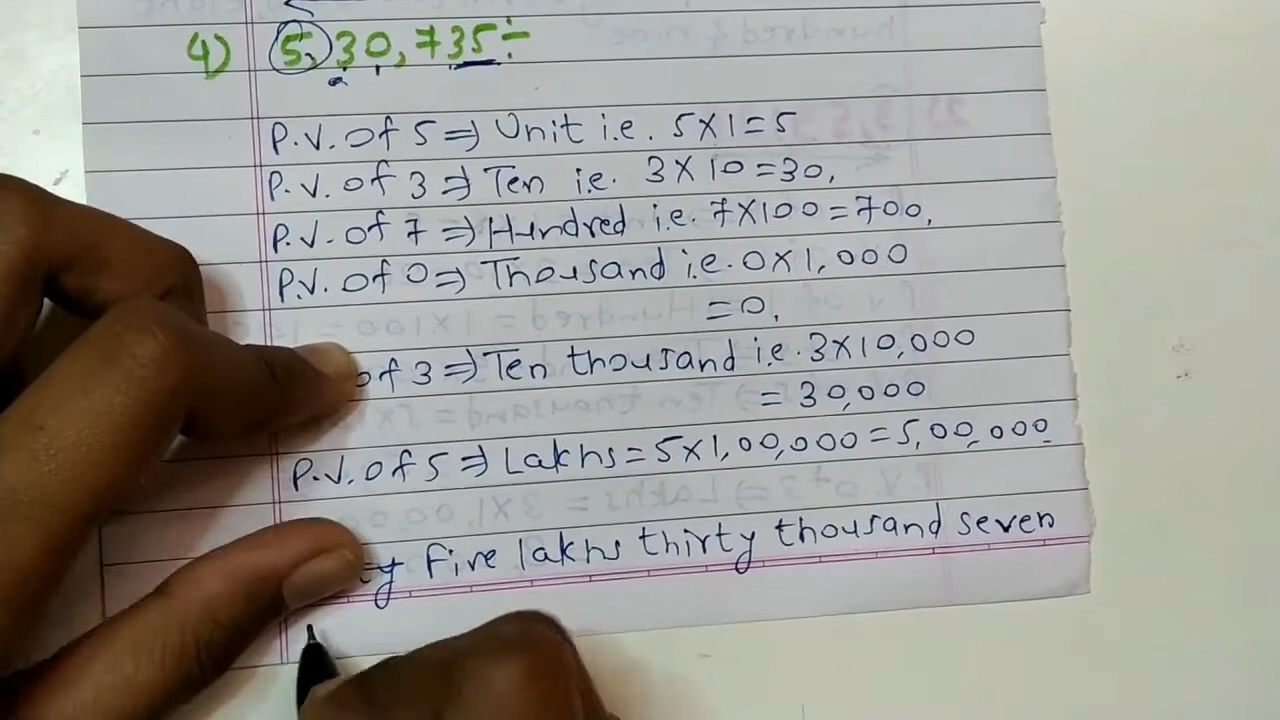 4) 5,30,735÷
P.V. of 5 ⇒ Unit i.e. 5×1=5
P.V. of 3 ⇒ Ten i.e. 3×10=30,
P.V. of 7 ⇒ Hundred i.e. 7×100=700,
P.V. of 0 ⇒ Thousand i.e. 0×1,000
=0,
of 3 ⇒ Ten thousand i.e. 3×10,000
= 30,000
P.V. of 5 ⇒ Lakhs = 5×1,00,000=5,00,000
five lakhs thirty thousand seven